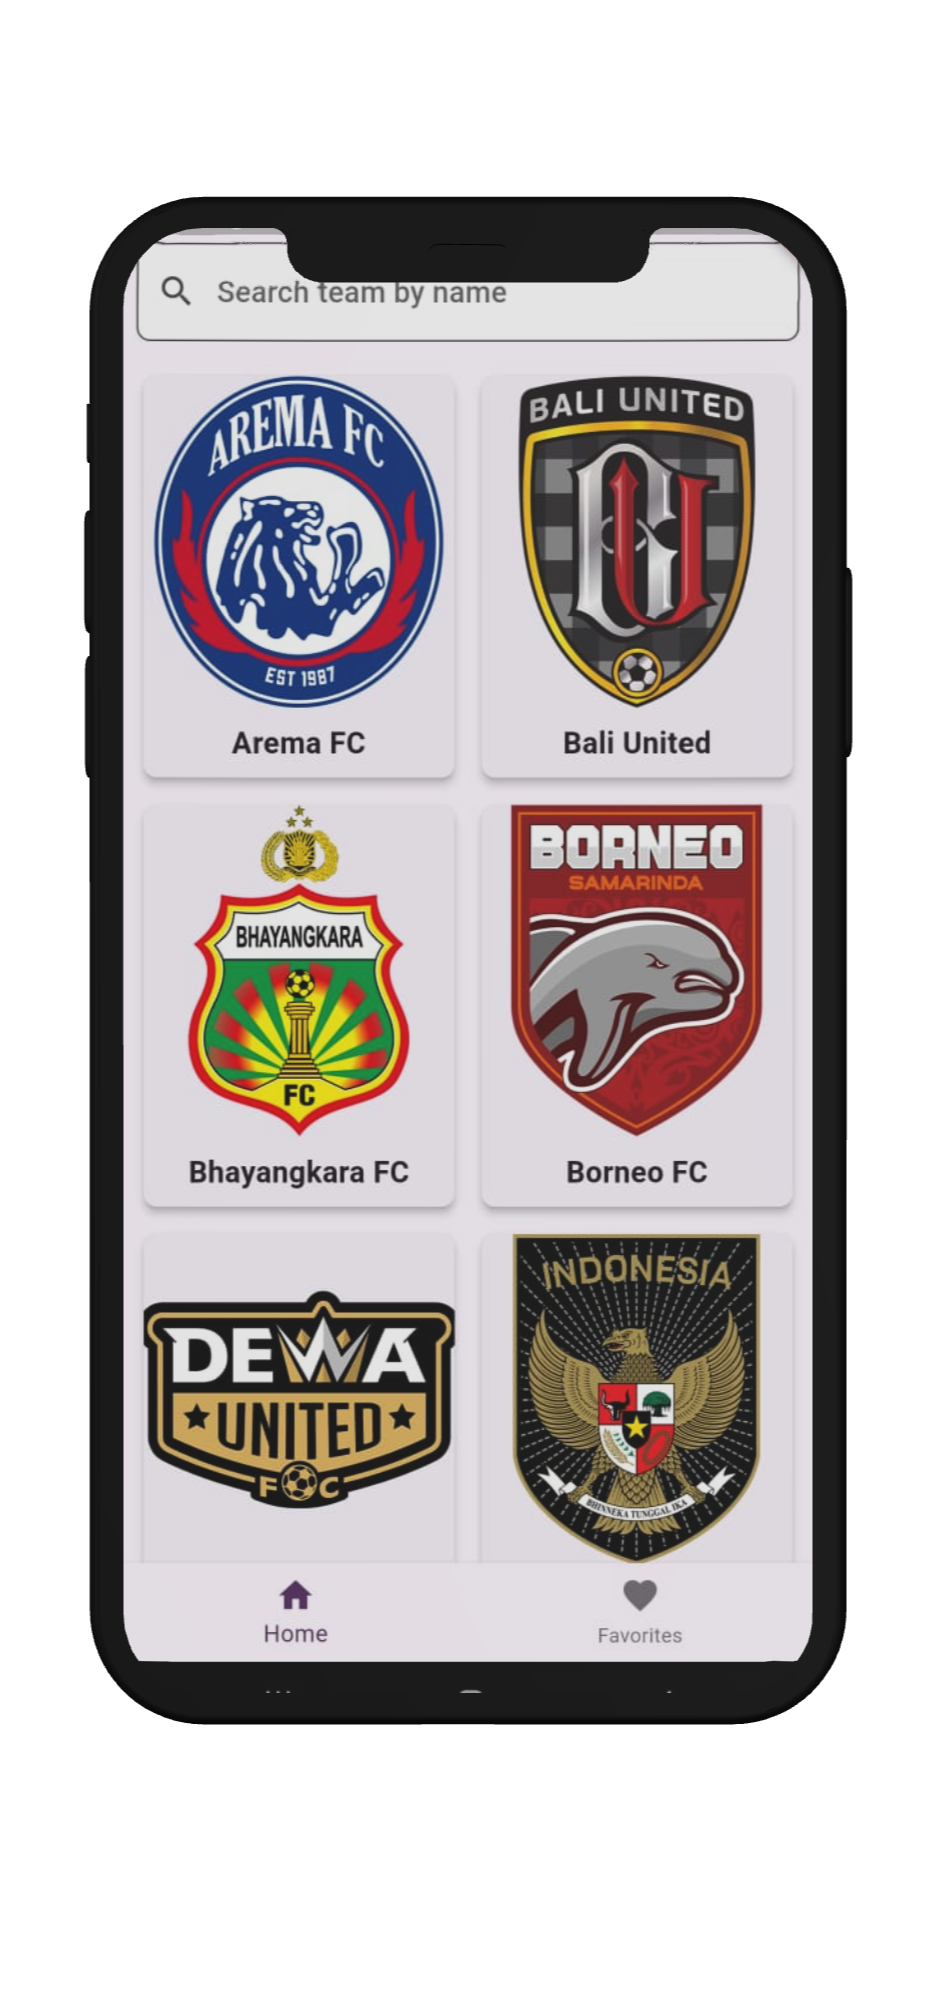 Search team by name
AREMA FC
EST 1987
Arema FC
BALI UNITED
Bali United
BHAYANGKARA
FC
Bhayangkara FC
BORNEO
SAMARINDA
Borneo FC
DEWA
UNITED
FC
INDONESIA
BHINNEKA TUNGGAL IKA
Home
Favorites